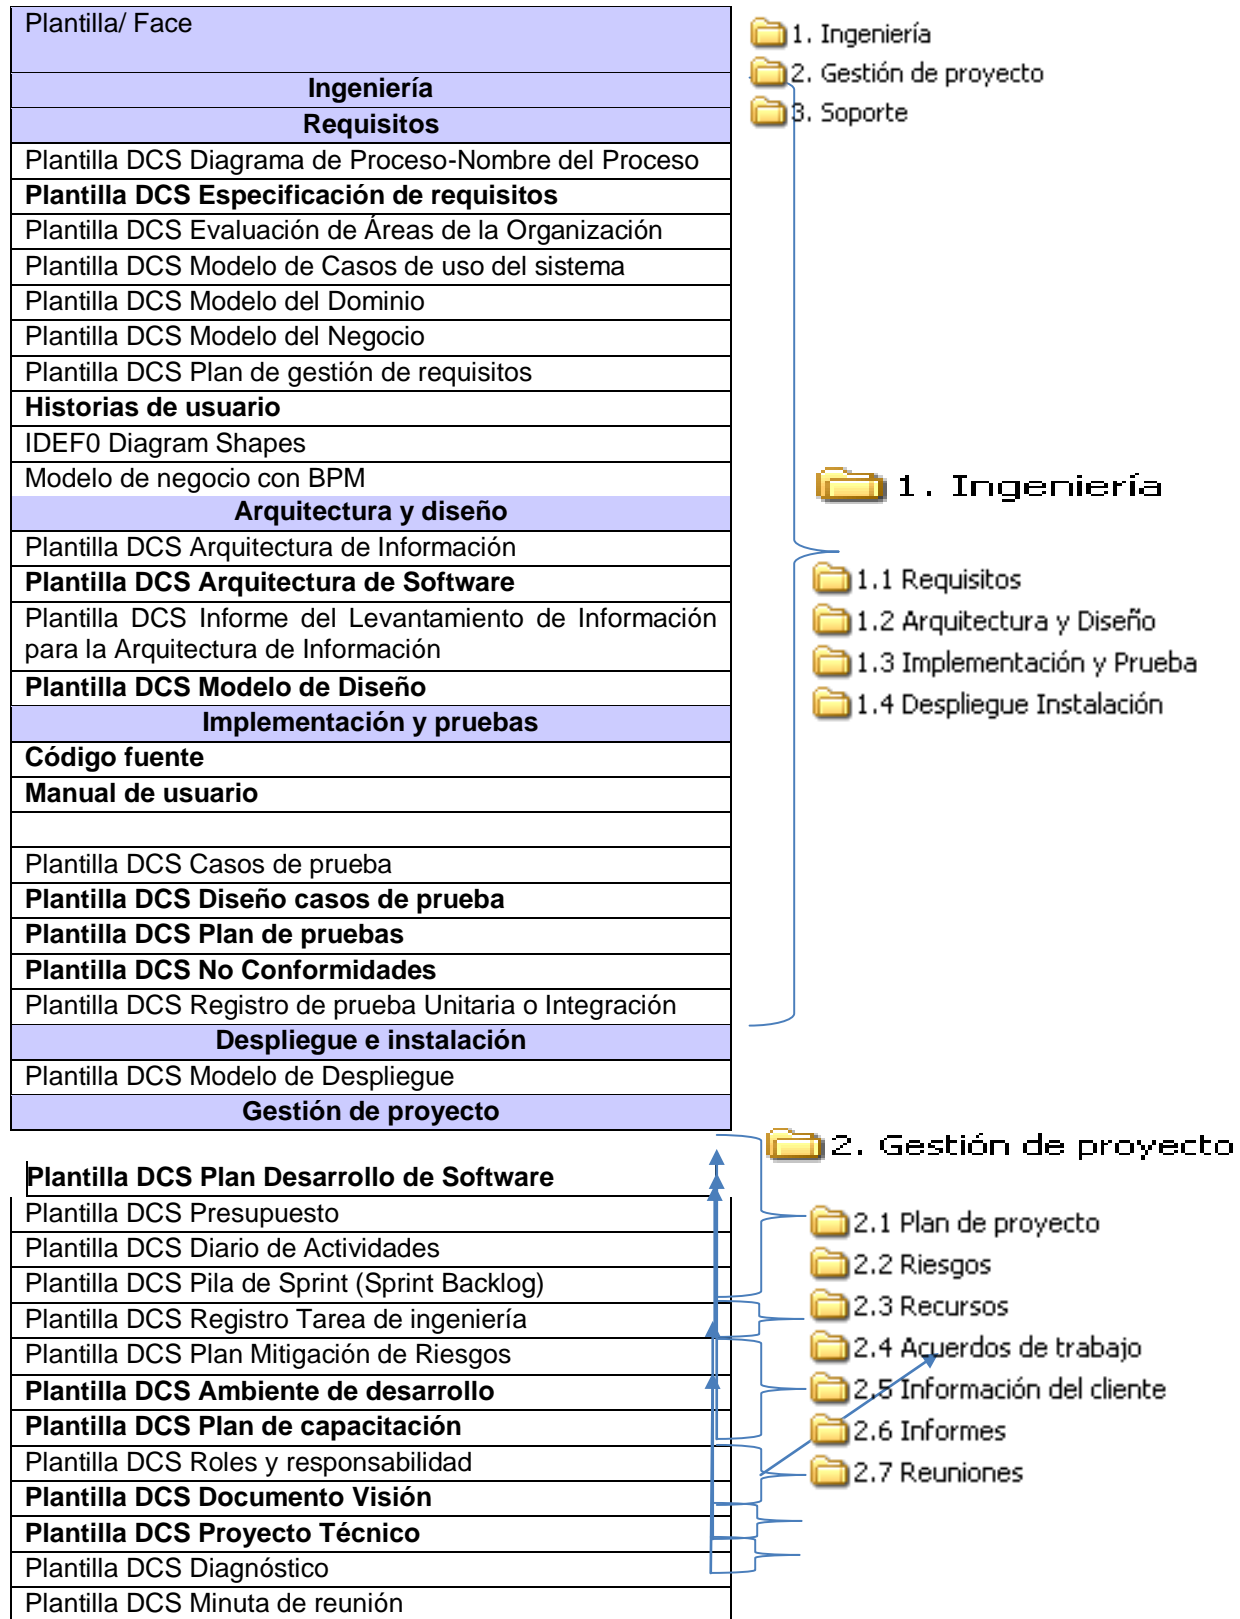 Plantilla/ Face
Ingeniería
Requisitos
Plantilla DCS Diagrama de Proceso-Nombre del Proceso
Plantilla DCS Especificación de requisitos
Plantilla DCS Evaluación de Áreas de la Organización
Plantilla DCS Modelo de Casos de uso del sistema
Plantilla DCS Modelo del Dominio
Plantilla DCS Modelo del Negocio
Plantilla DCS Plan de gestión de requisitos
Historias de usuario
IDEF0 Diagram Shapes
Modelo de negocio con BPM
Arquitectura y diseño
Plantilla DCS Arquitectura de Información
Plantilla DCS Arquitectura de Software
Plantilla DCS Informe del Levantamiento de Información
para la Arquitectura de Información
Plantilla DCS Modelo de Diseño
Implementación y pruebas
Código fuente
Manual de usuario
Plantilla DCS Casos de prueba
Plantilla DCS Diseño casos de prueba
Plantilla DCS Plan de pruebas
Plantilla DCS No Conformidades
Plantilla DCS Registro de prueba Unitaria o Integración
Despliegue e instalación
Plantilla DCS Modelo de Despliegue
Gestión de proyecto
Plantilla DCS Plan Desarrollo de Software
Plantilla DCS Presupuesto
Plantilla DCS Diario de Actividades
Plantilla DCS Pila de Sprint (Sprint Backlog)
Plantilla DCS Registro Tarea de ingeniería
Plantilla DCS Plan Mitigación de Riesgos
Plantilla DCS Ambiente de desarrollo
Plantilla DCS Plan de capacitación
Plantilla DCS Roles y responsabilidad
Plantilla DCS Documento Visión
Plantilla DCS Proyecto Técnico
Plantilla DCS Diagnóstico
Plantilla DCS Minuta de reunión
1. Ingeniería
2. Gestión de proyecto
3. Soporte
1. Ingeniería
1.1 Requisitos
1.2 Arquitectura y Diseño
1.3 Implementación y Prueba
1.4 Despliegue Instalación
2. Gestión de proyecto
2.1 Plan de proyecto
2.2 Riesgos
2.3 Recursos
2.4 Acuerdos de trabajo
2.5 Información del cliente
2.6 Informes
2.7 Reuniones